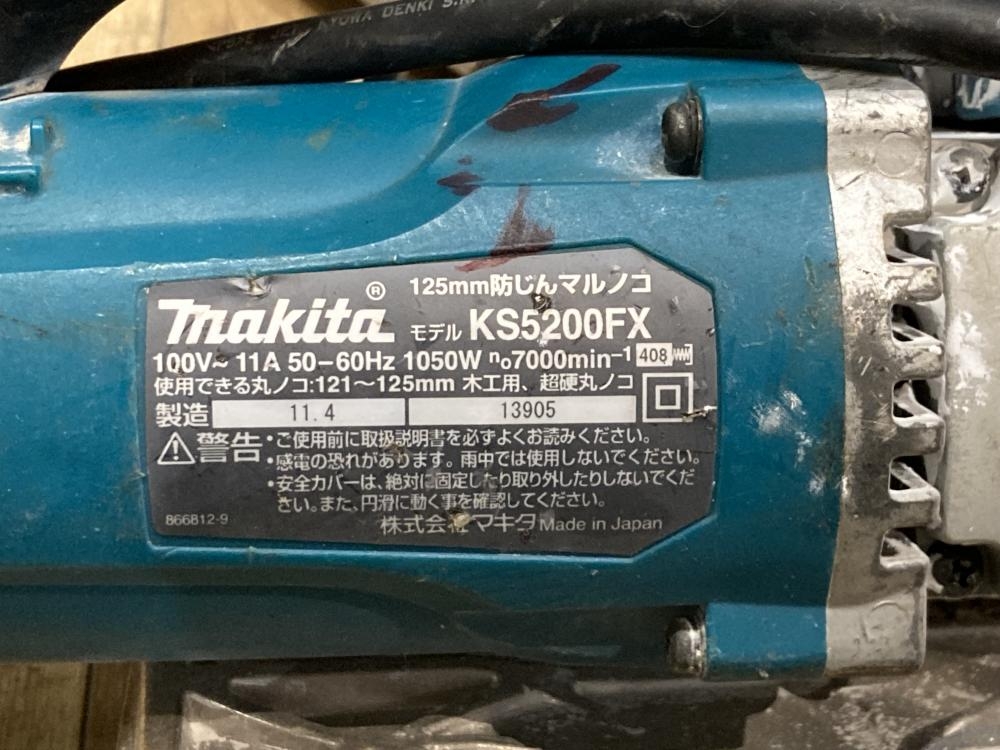 KYOWA DENKI S.K.
125mm防じんマルノコ
makita®
モデル KS5200FX
100V~ 11A 50-60Hz 1050W n₀7000min⁻¹ 408
使用できる丸ノコ:121~125mm 木工用、超硬丸ノコ
製造 11.4 13905
警告 •ご使用前に取扱説明書を必ずよくお読みください。
•感電の恐れがあります。雨中では使用しないでください。
•安全カバーは、絶対に固定したり取り外したりしないでくだ
さい。また、円滑に動く事を確認してください。
866812-9
株式会社マキタ Made in Japan